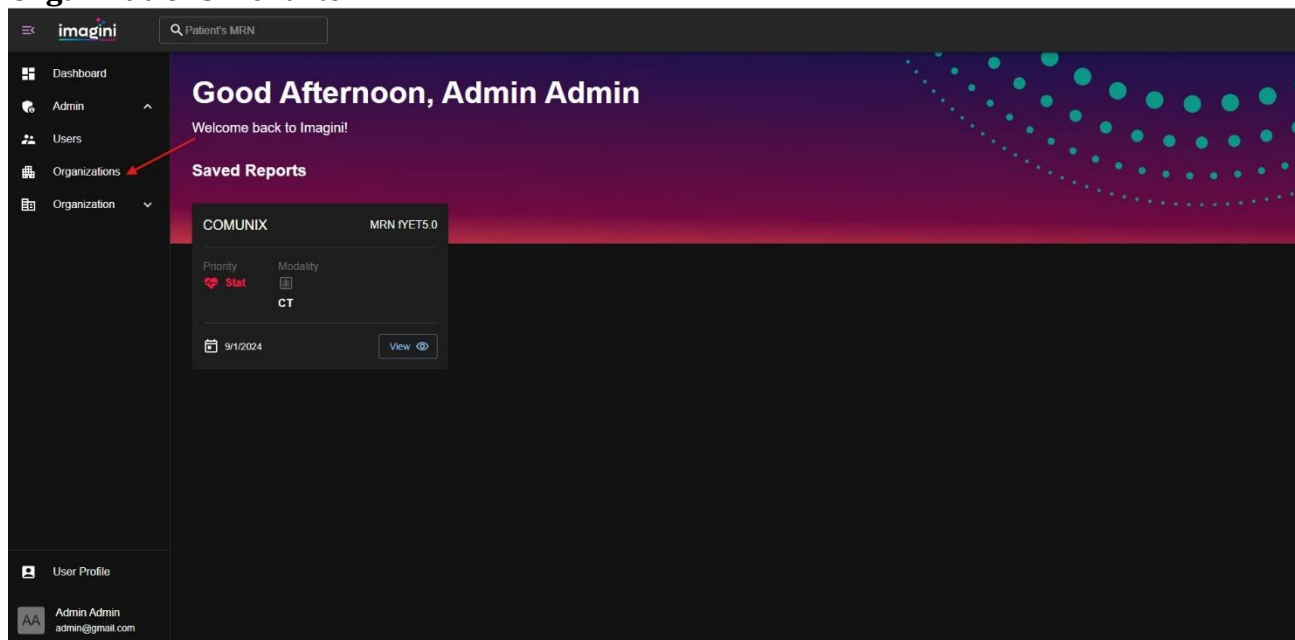 imagini
Patient's MRN
Dashboard
Admin
Users
Organizations
Organization
Good Afternoon, Admin Admin
Welcome back to Imagini!
Saved Reports
COMUNIX MRN fYET5.0
Priority Modality
Stat
CT
9/1/2024 View
User Profile
AA Admin Admin
admin@gmail.com